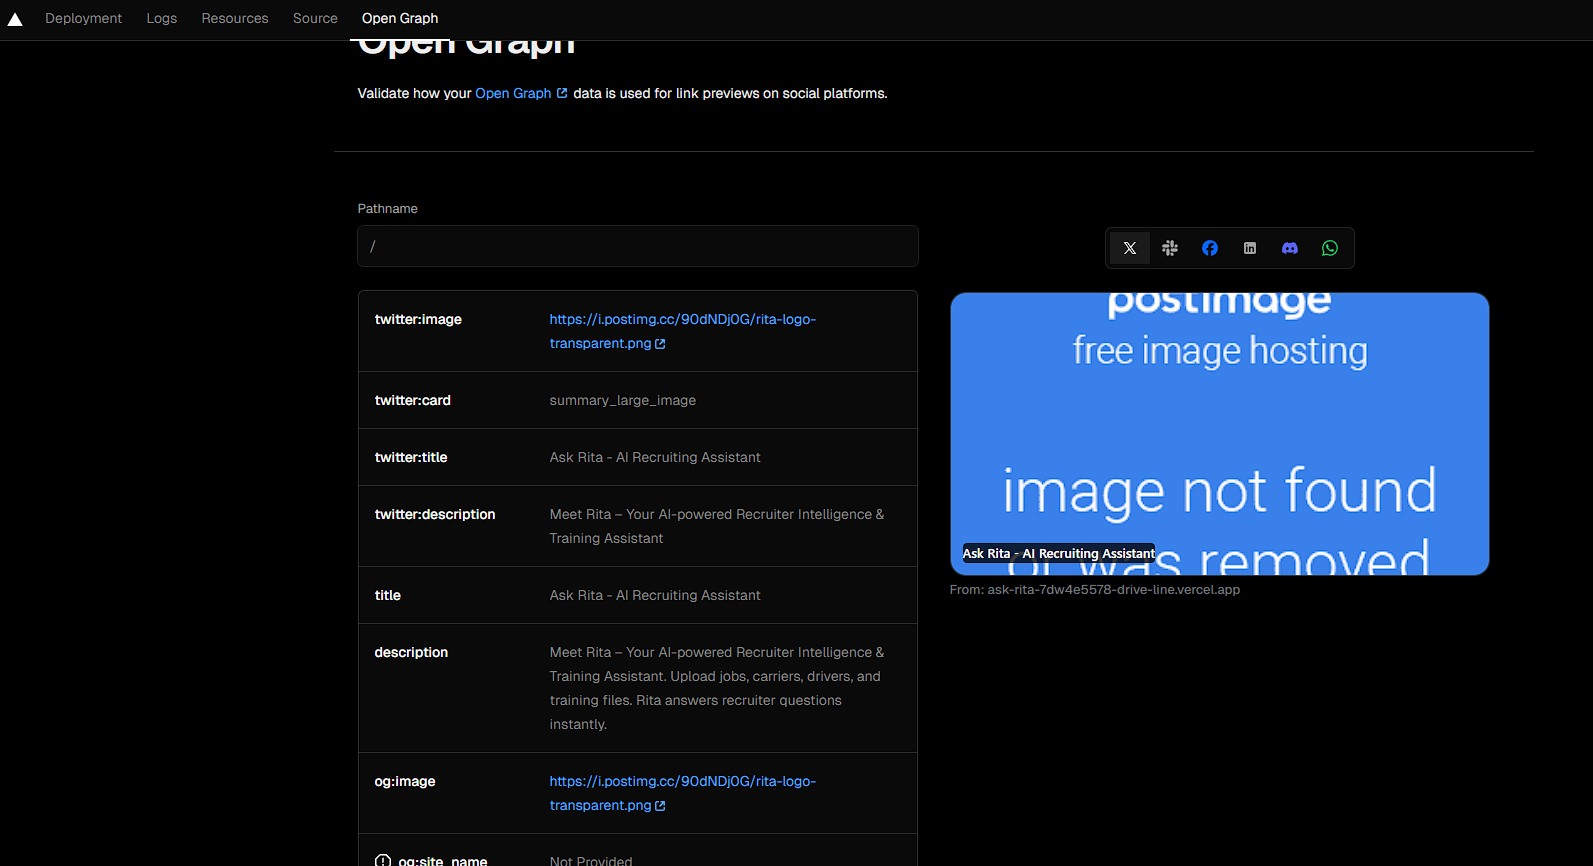 Deployment Logs Resources Source Open Graph
Open Graph
Validate how your Open Graph data is used for link previews on social platforms.
Pathname
/
twitter:image
https://i.postimg.cc/90dNDj0G/rita-logo-
transparent.png
twitter:card
summary_large_image
twitter:title
Ask Rita - AI Recruiting Assistant
twitter:description
Meet Rita – Your AI-powered Recruiter Intelligence &
Training Assistant
title
Ask Rita - AI Recruiting Assistant
description
Meet Rita – Your AI-powered Recruiter Intelligence &
Training Assistant. Upload jobs, carriers, drivers, and
training files. Rita answers recruiter questions
instantly.
og:image
https://i.postimg.cc/90dNDj0G/rita-logo-
transparent.png
og:site_name
Not Provided
postimage
free image hosting
image not found
or was removed
Ask Rita - AI Recruiting Assistant
From: ask-rita-7dw4e5578-drive-line.vercel.app